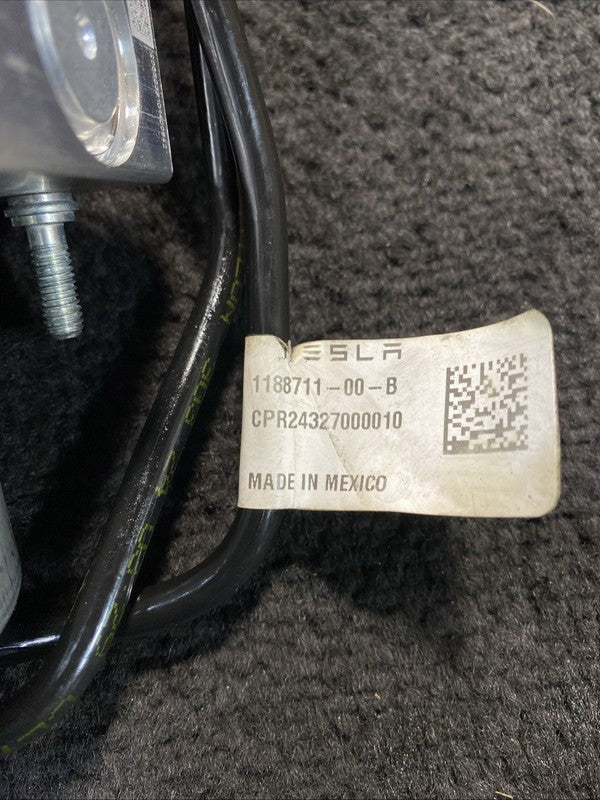 TESLA
1188711-00-B
CPR24327000010
MADE IN MEXICO